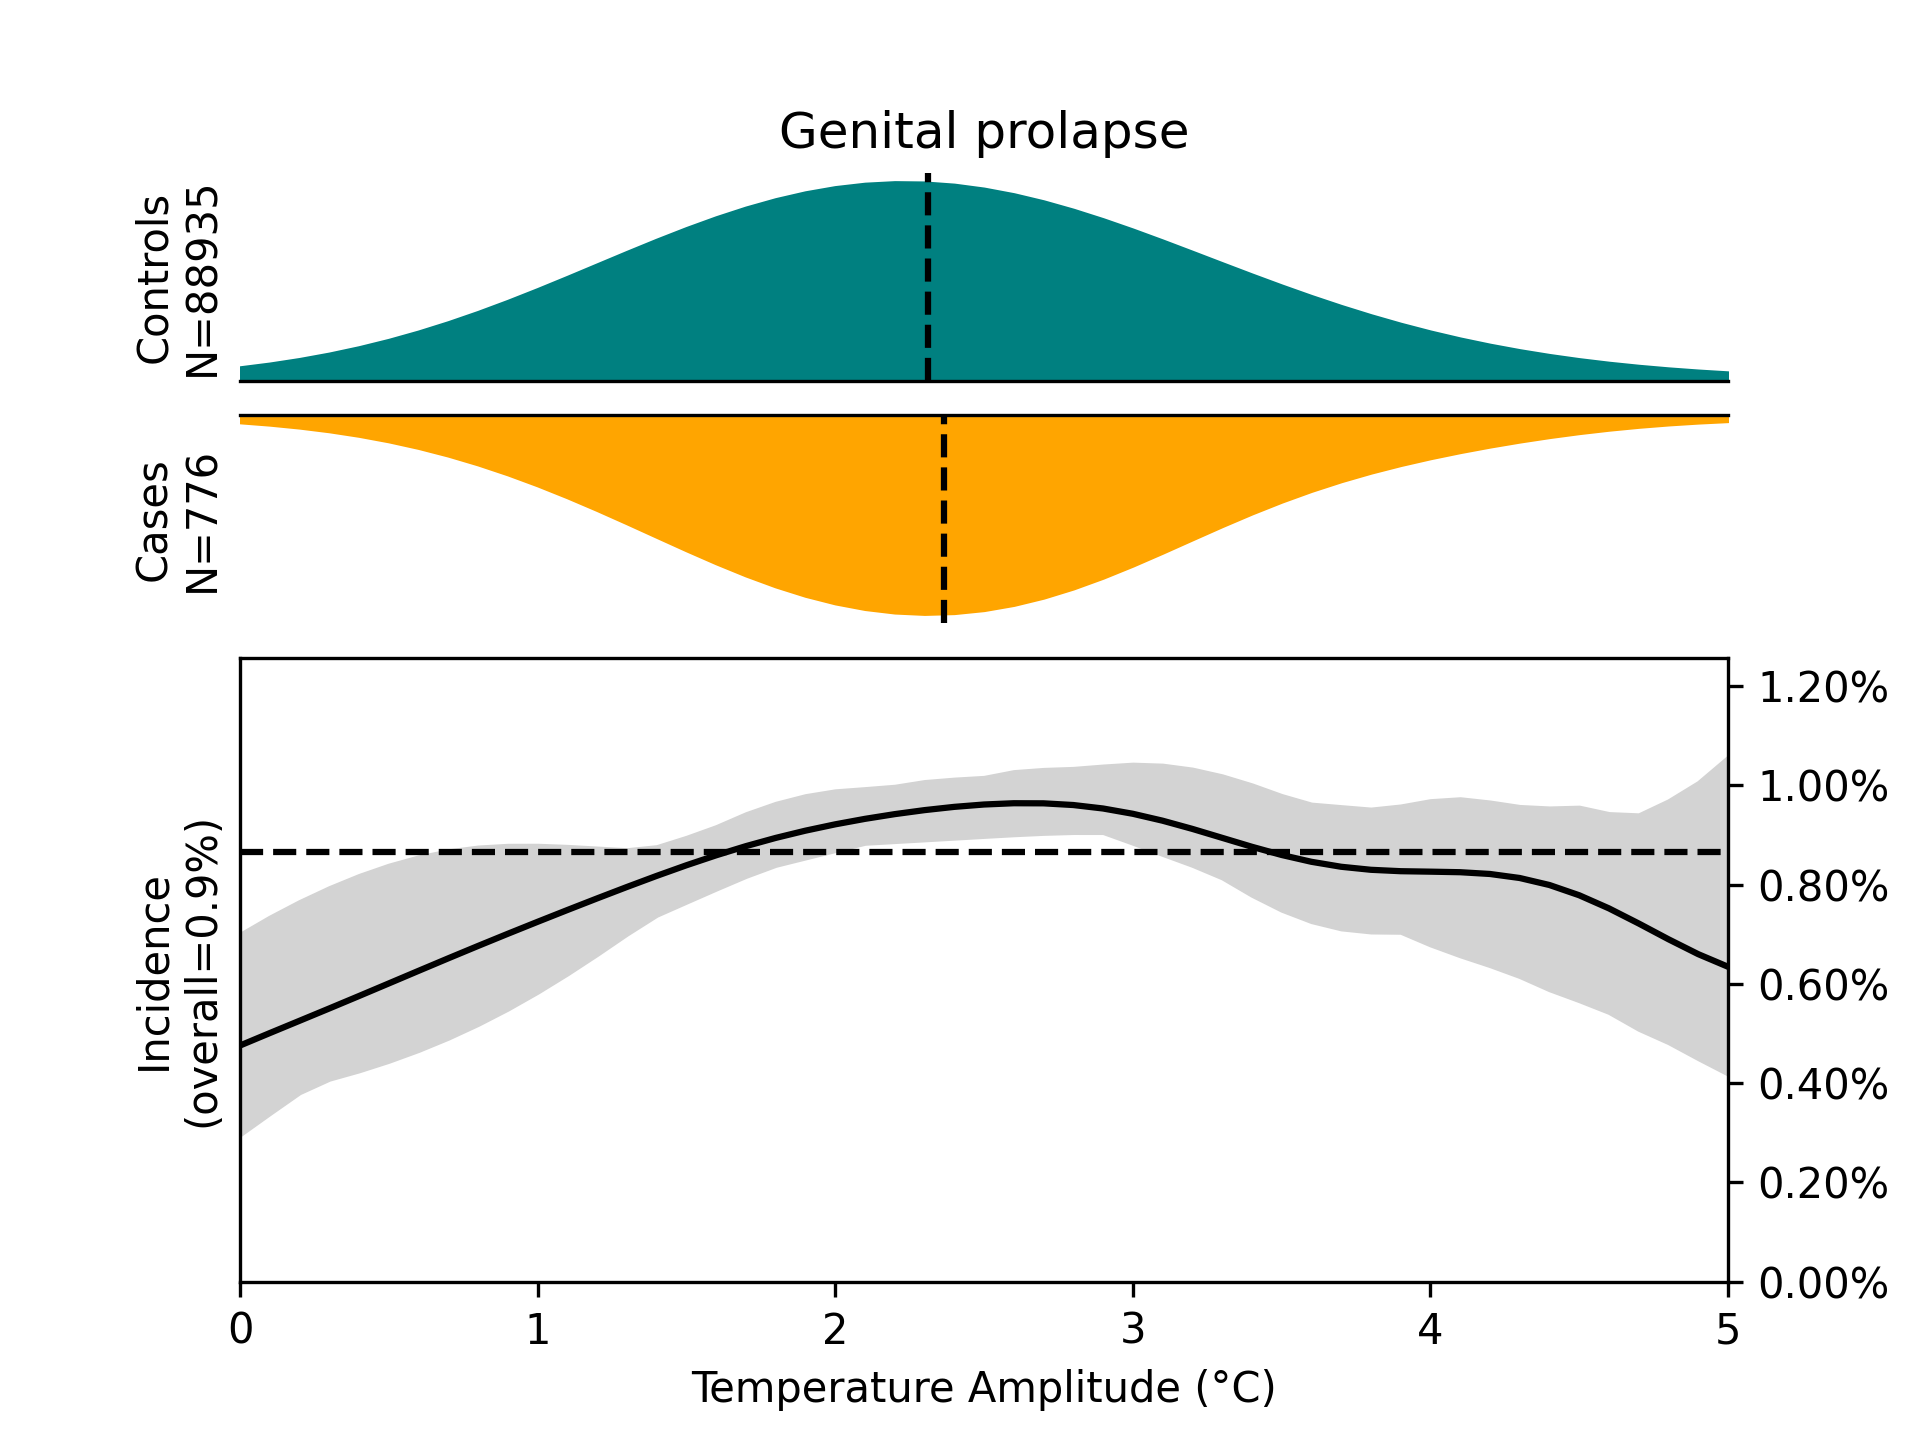 Genital prolapse
Controls
N=88935
Cases
N=776
Incidence
(overall=0.9%)
1.20%
1.00%
0.80%
0.60%
0.40%
0.20%
0.00%
0 1 2 3 4 5
Temperature Amplitude (°C)